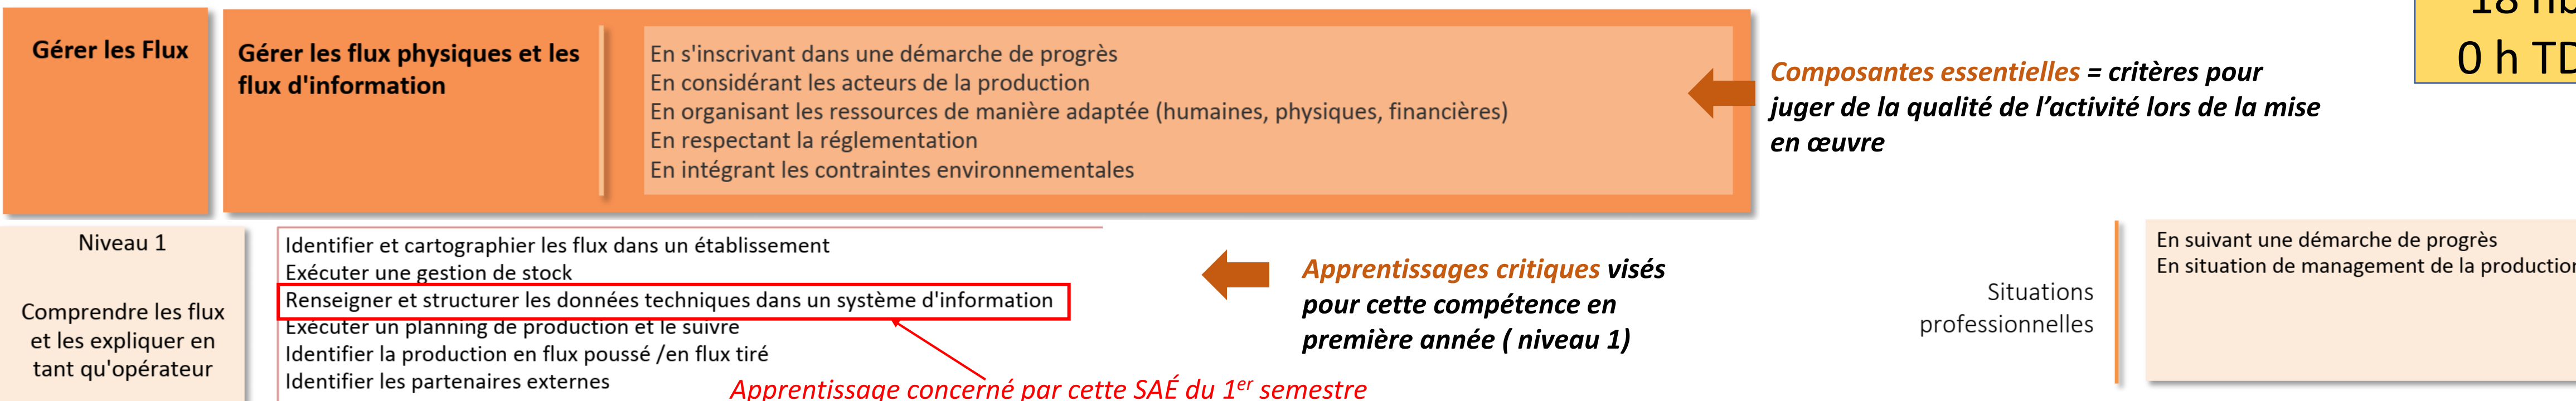 Gérer les Flux
Gérer les flux physiques et les
flux d'information
En s'inscrivant dans une démarche de progrès
En considérant les acteurs de la production
En organisant les ressources de manière adaptée (humaines, physiques, financières)
En respectant la réglementation
En intégrant les contraintes environnementales
Composantes essentielles = critères pour
juger de la qualité de l’activité lors de la mise
en œuvre
18
0 h
Niveau 1
Comprendre les flux
et les expliquer en
tant qu'opérateur
Identifier et cartographier les flux dans un établissement
Exécuter une gestion de stock
Renseigner et structurer les données techniques dans un système d'information
Exécuter un planning de production et le suivre
Identifier la production en flux poussé /en flux tiré
Identifier les partenaires externes
Apprentissage concerné par cette SAÉ du 1er semestre
Apprentissages critiques visés
pour cette compétence en
première année ( niveau 1)
Situations
professionnelles
En suivant une démarche de progrès
En situation de management de la production